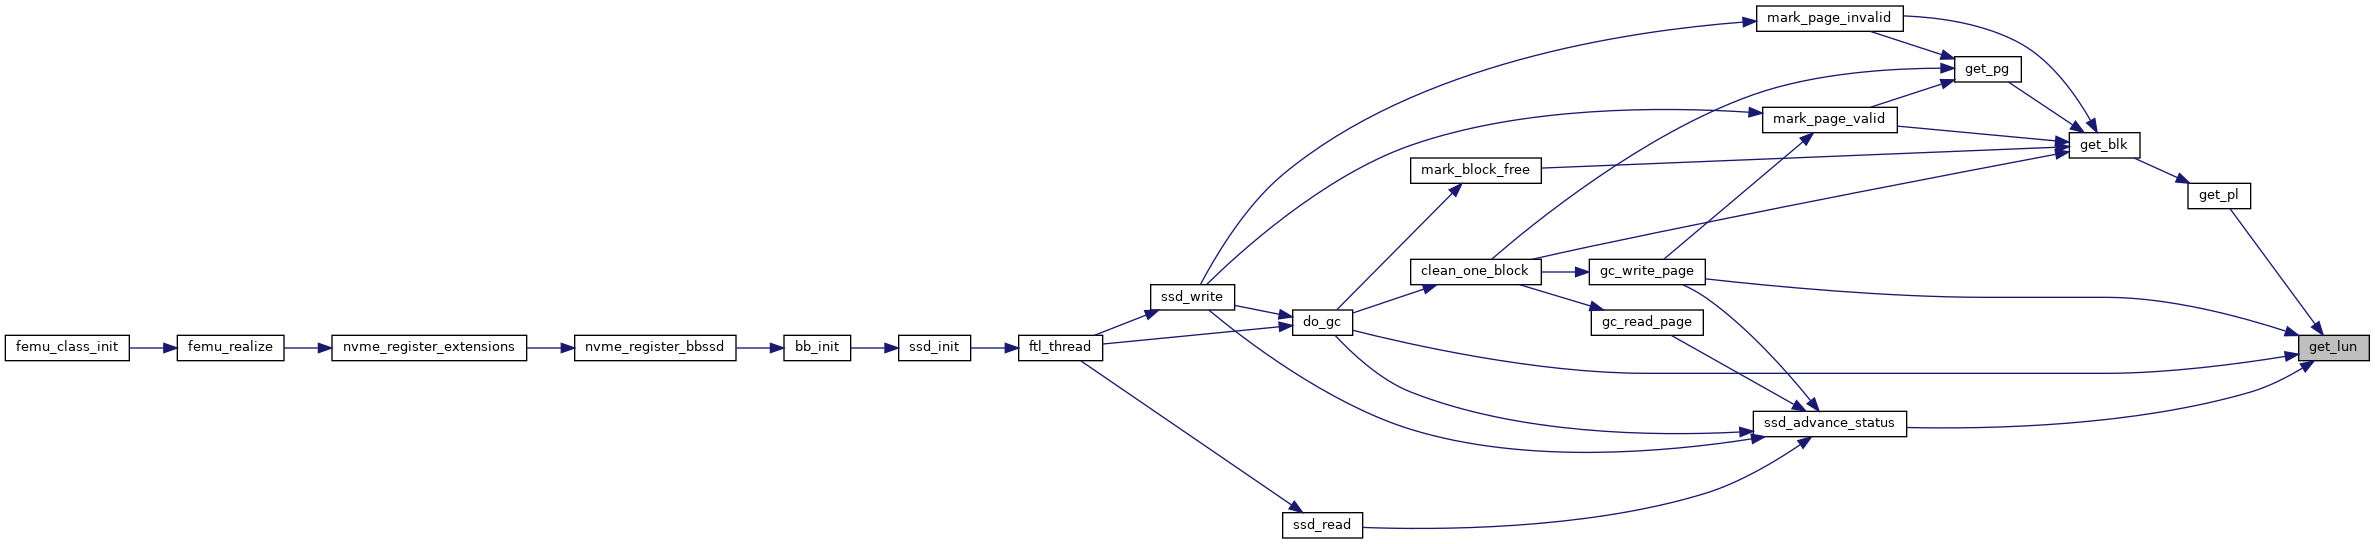 mark_page_invalid
get_pg
mark_page_valid
get_blk
mark_block_free
get_pl
clean_one_block
gc_write_page
ssd_write
do_gc
gc_read_page
femu_class_init
femu_realize
nvme_register_extensions
nvme_register_bbssd
bb_init
ssd_init
ftl_thread
get_lun
ssd_advance_status
ssd_read